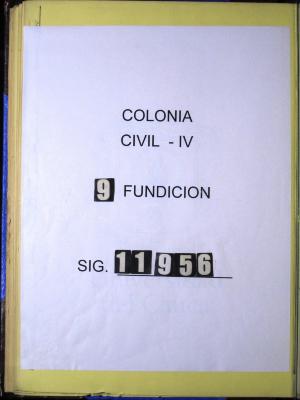 COLONIA
CIVIL - IV
9 FUNDICION
SIG. 11956